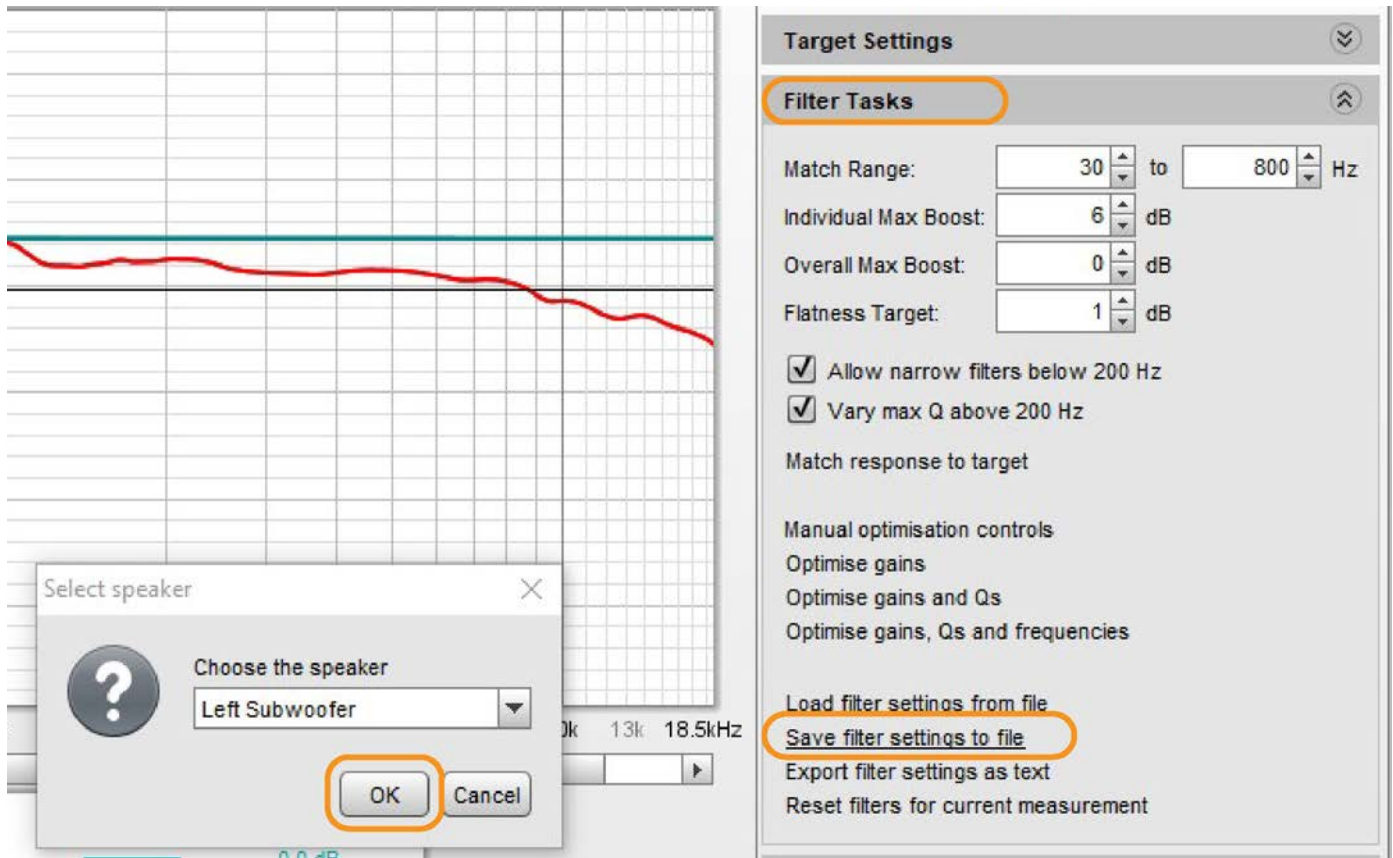 Target Settings
Filter Tasks
Match Range: 30 to 800 Hz
Individual Max Boost: 6 dB
Overall Max Boost: 0 dB
Flatness Target: 1 dB
Allow narrow filters below 200 Hz
Vary max Q above 200 Hz
Match response to target
Manual optimisation controls
Optimise gains
Optimise gains and Qs
Optimise gains, Qs and frequencies
Load filter settings from file
Save filter settings to file
Export filter settings as text
Reset filters for current measurement
Select speaker
Choose the speaker
Left Subwoofer
OK Cancel
13k 18.5kHz
0.0 dB